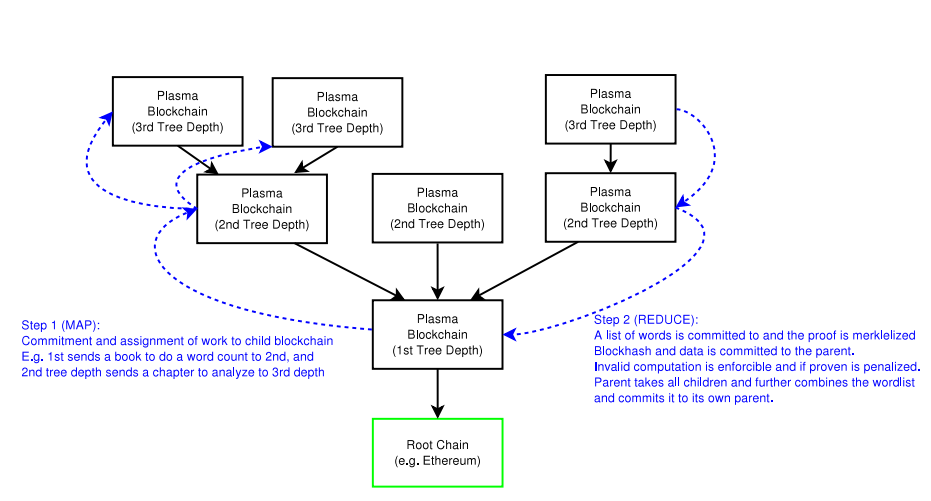 Plasma
Blockchain
(3rd Tree Depth)
Plasma
Blockchain
(3rd Tree Depth)
Plasma
Blockchain
(3rd Tree Depth)
Plasma
Blockchain
(2nd Tree Depth)
Plasma
Blockchain
(2nd Tree Depth)
Plasma
Blockchain
(2nd Tree Depth)
Plasma
Blockchain
(1st Tree Depth)
Step 1 (MAP):
Commitment and assignment of work to child blockchain
E.g. 1st sends a book to do a word count to 2nd, and
2nd tree depth sends a chapter to analyze to 3rd depth
Step 2 (REDUCE):
A list of words is committed to and the proof is merklelized
Blockhash and data is committed to the parent.
Invalid computation is enforcible and if proven is penalized.
Parent takes all children and further combines the wordlist
and commits it to its own parent.
Root Chain
(e.g. Ethereum)